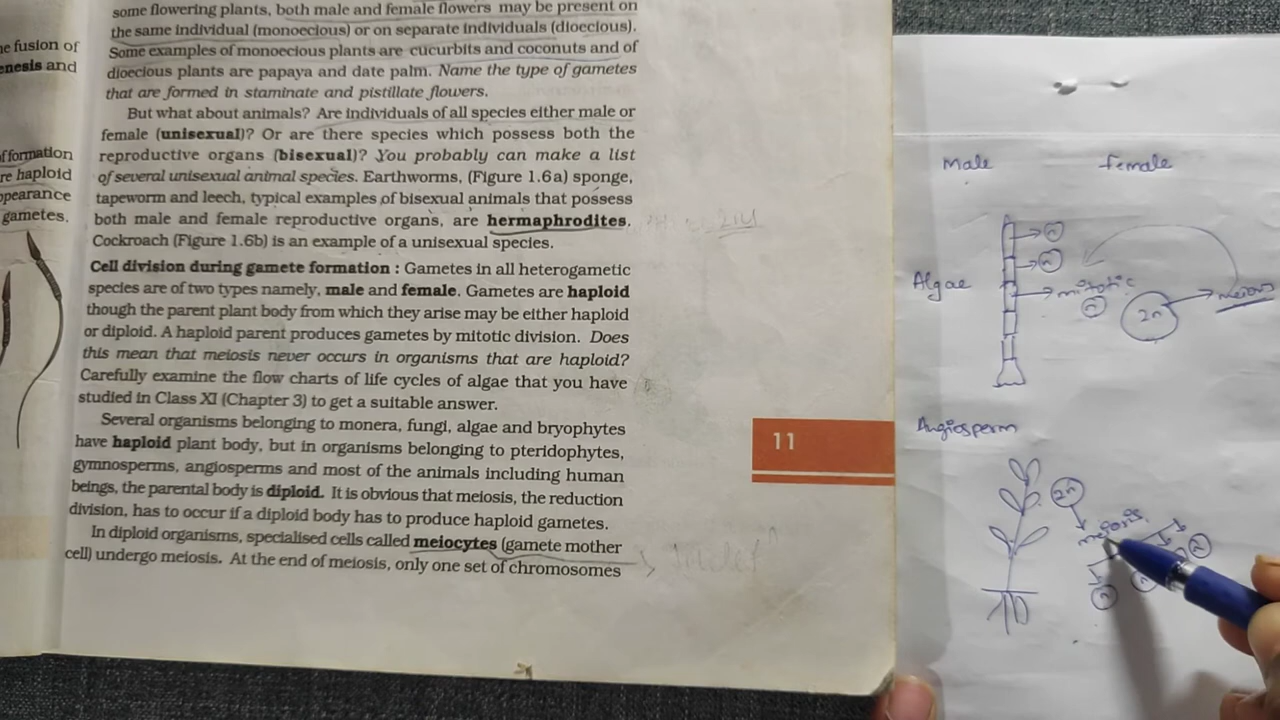 some flowering plants, both male and female flowers may be present on
the same individual (monoecious) or on separate individuals (dioecious).
Some examples of monoecious plants are cucurbits and coconuts and of
dioecious plants are papaya and date palm. Name the type of gametes
that are formed in staminate and pistillate flowers.
But what about animals? Are individuals of all species either male or
female (unisexual)? Or are there species which possess both the
reproductive organs (bisexual)? You probably can make a list
of several unisexual animal species. Earthworms, (Figure 1.6a) sponge,
tapeworm and leech, typical examples of bisexual animals that possess
both male and female reproductive organs, are hermaphrodites.
Cockroach (Figure 1.6b) is an example of a unisexual species.
Cell division during gamete formation : Gametes in all heterogametic
species are of two types namely, male and female. Gametes are haploid
though the parent plant body from which they arise may be either haploid
or diploid. A haploid parent produces gametes by mitotic division. Does
this mean that meiosis never occurs in organisms that are haploid?
Carefully examine the flow charts of life cycles of algae that you have
studied in Class XI (Chapter 3) to get a suitable answer.
Several organisms belonging to monera, fungi, algae and bryophytes
have haploid plant body, but in organisms belonging to pteridophytes,
gymnosperms, angiosperms and most of the animals including human
beings, the parental body is diploid. It is obvious that meiosis, the reduction
division, has to occur if a diploid body has to produce haploid gametes.
In diploid organisms, specialised cells called meiocytes (gamete mother
cell) undergo meiosis. At the end of meiosis, only one set of chromosomes
11
fusion of
and
formation
haploid
gametes.
Male female
n
n
Algae mitotic
n
2n meiosis
Angiosperm
2n
meiosis
n
n